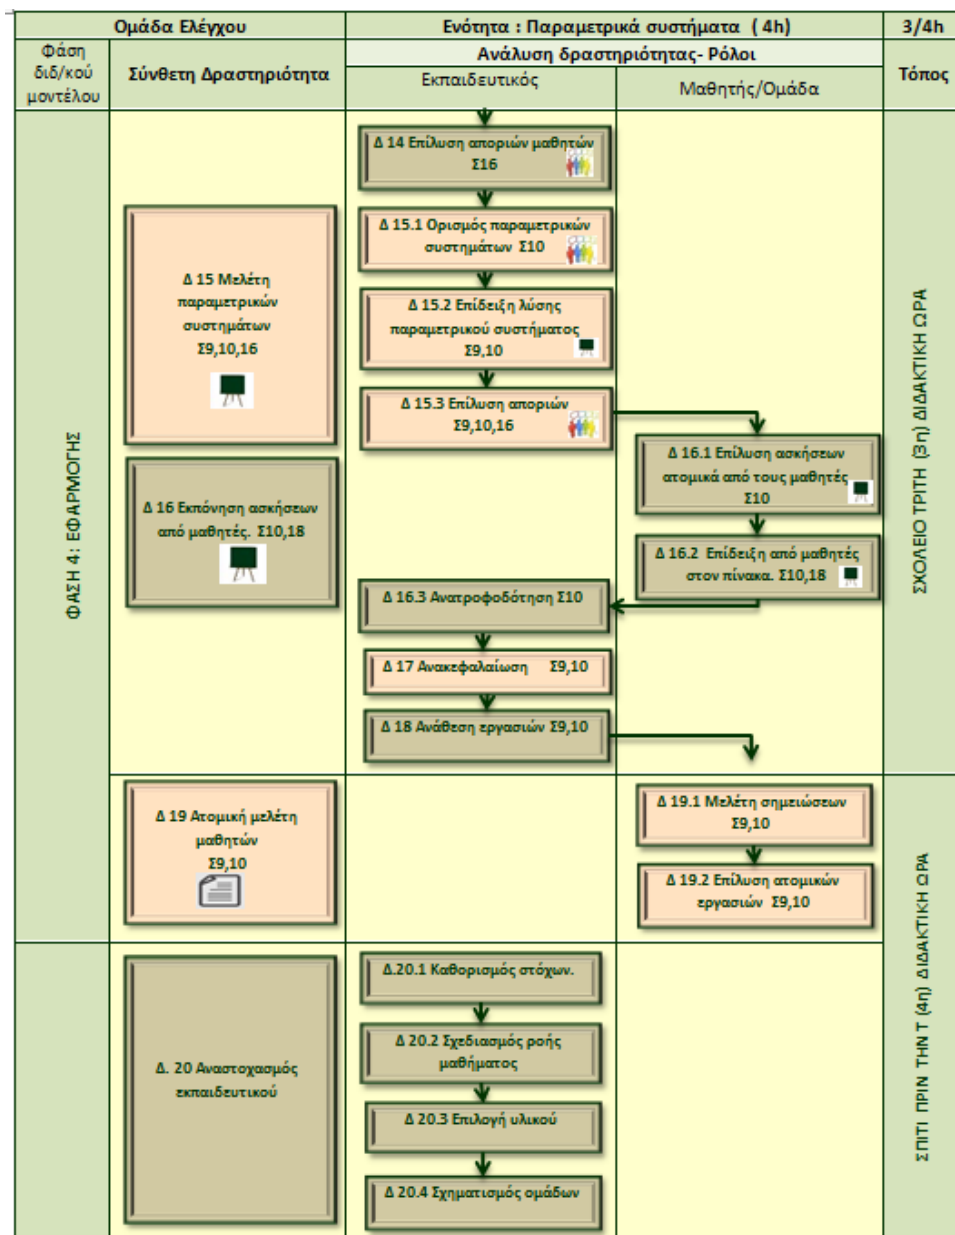 Ομάδα Ελέγχου
Ενότητα : Παραμετρικά συστήματα ( 4h)
3/4h
Φάση
διδ/κού
μοντέλου
Σύνθετη Δραστηριότητα
Ανάλυση δραστηριότητας- Ρόλοι
Εκπαιδευτικός
Μαθητής/Ομάδα
Τόπος
Δ 14 Επίλυση αποριών μαθητών
Σ16
Δ 15 Μελέτη
παραμετρικών
συστημάτων
Σ9,10,16
Δ 15.1 Ορισμός παραμετρικών
συστημάτων Σ10
Δ 15.2 Επίδειξη λύσης
παραμετρικού συστήματος
Σ9,10
Δ 15.3 Επίλυση αποριών
Σ9,10,16
Δ 16 Εκπόνηση ασκήσεων
από μαθητές. Σ10,18
Δ 16.1 Επίλυση ασκήσεων
ατομικά από τους μαθητές
Σ10
Δ 16.2 Επίδειξη από μαθητές
στον πίνακα. Σ10,18
Δ 16.3 Ανατροφοδότηση Σ10
Δ 17 Ανακεφαλαίωση Σ9,10
Δ 18 Ανάθεση εργασιών Σ9,10
ΦΑΣΗ 4: ΕΦΑΡΜΟΓΗΣ
ΣΧΟΛΕΙΟ ΤΡΙΤΗ (3η) ΔΙΔΑΚΤΙΚΗ ΩΡΑ
Δ 19 Ατομική μελέτη
μαθητών
Σ9,10
Δ 19.1 Μελέτη σημειώσεων
Σ9,10
Δ 19.2 Επίλυση ατομικών
εργασιών Σ9,10
Δ. 20 Αναστοχασμός
εκπαιδευτικού
Δ.20.1 Καθορισμός στόχων.
Δ 20.2 Σχεδιασμός ροής
μαθήματος
Δ 20.3 Επιλογή υλικού
Δ 20.4 Σχηματισμός ομάδων
ΣΠΙΤΙ ΠΡΙΝ ΤΗΝ Τ (4η) ΔΙΔΑΚΤΙΚΗ ΩΡΑ